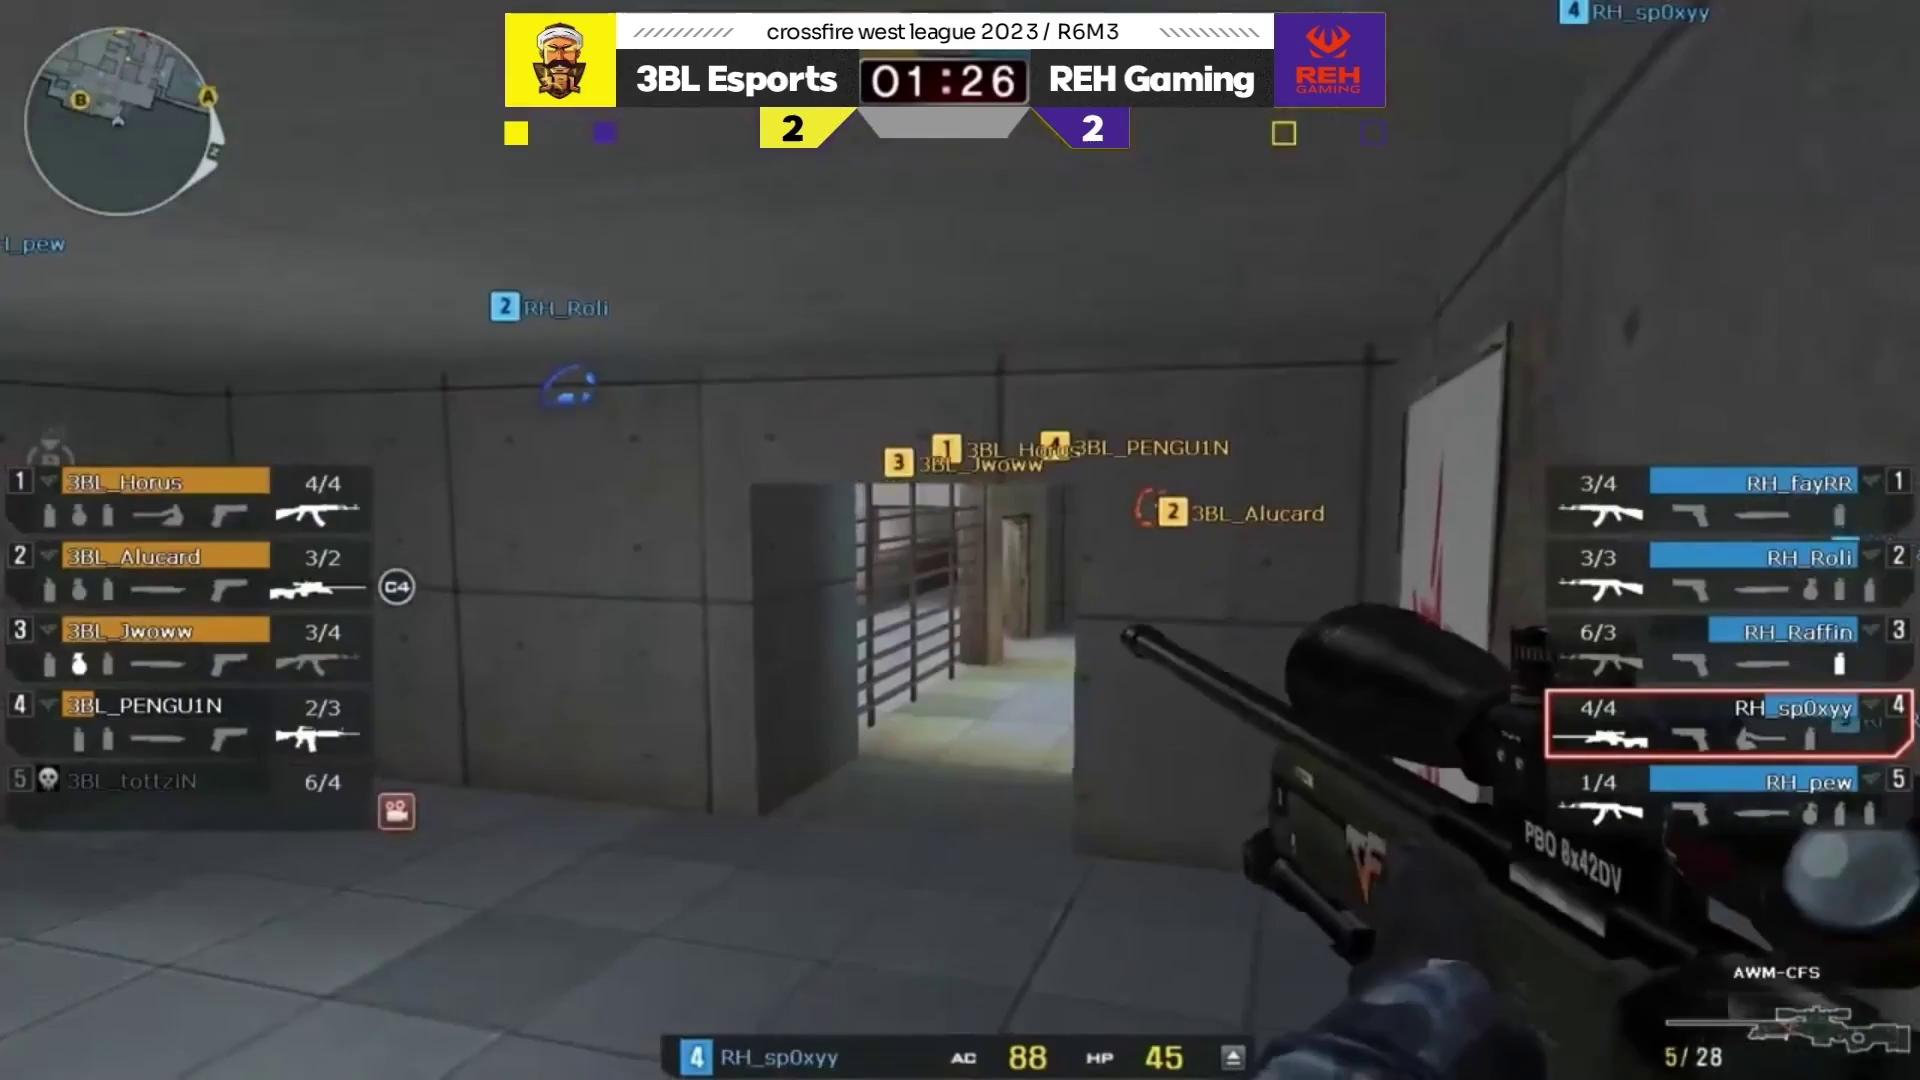 crossfire west league 2023 / R6M3
3BL Esports
01:26
REH Gaming
REH
GAMING
2
2
4 RH_sp0xyy
B
A
N
_pew
2 RH_Roli
1 3BL_Horus
4 3BL_PENGU1N
3 3BL_Jwoww
2 3BL_Alucard
1 3BL_Horus 4/4
2 3BL_Alucard 3/2
C4
3 3BL_Jwoww 3/4
4 3BL_PENGU1N 2/3
5 3BL_tottziN 6/4
3/4 RH_fayRR 1
3/3 RH_Roli 2
6/3 RH_Raffin 3
4/4 RH_sp0xyy 4
1/4 RH_pew 5
PBO 8x42DV
CF
AWM-CFS
5/28
4 RH_sp0xyy AC 88 HP 45